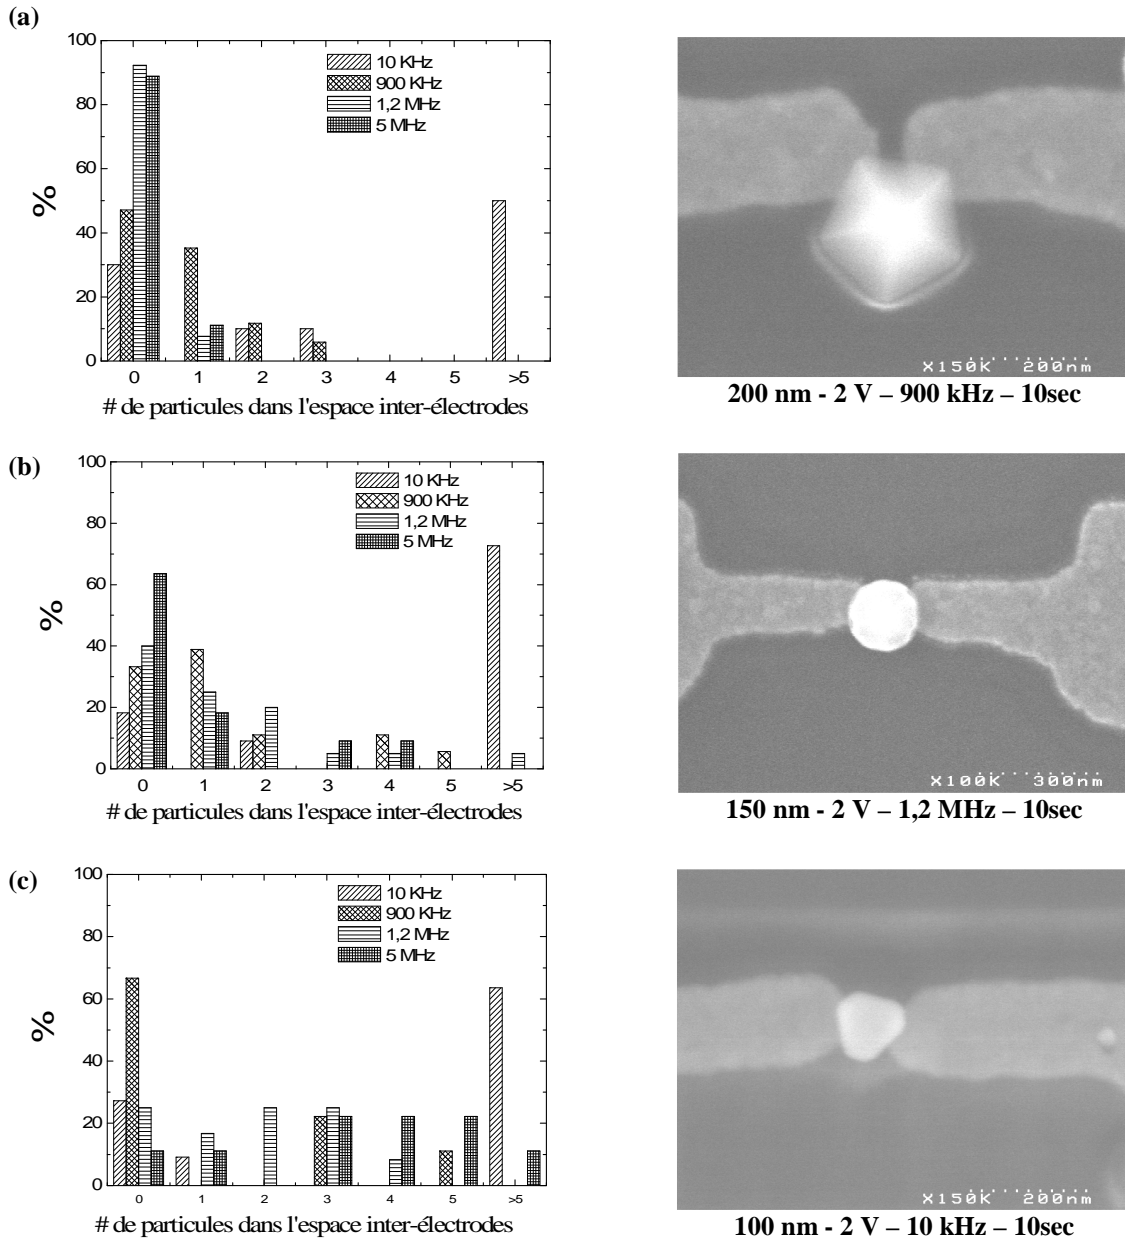 (a)
100
80
60
40
20
0
%
10 KHz
900 KHz
1,2 MHz
5 MHz
0 1 2 3 4 5 >5
# de particules dans l'espace inter-électrodes
X150K 200nm
200 nm - 2 V – 900 kHz – 10sec
(b)
100
80
60
40
20
0
%
10 KHz
900 KHz
1,2 MHz
5 MHz
0 1 2 3 4 5 >5
# de particules dans l'espace inter-électrodes
X100K 300nm
150 nm - 2 V – 1,2 MHz – 10sec
(c)
100
80
60
40
20
0
%
10 KHz
900 KHz
1,2 MHz
5 MHz
0 1 2 3 4 5 >5
# de particules dans l'espace inter-électrodes
X150K 200nm
100 nm - 2 V – 10 kHz – 10sec